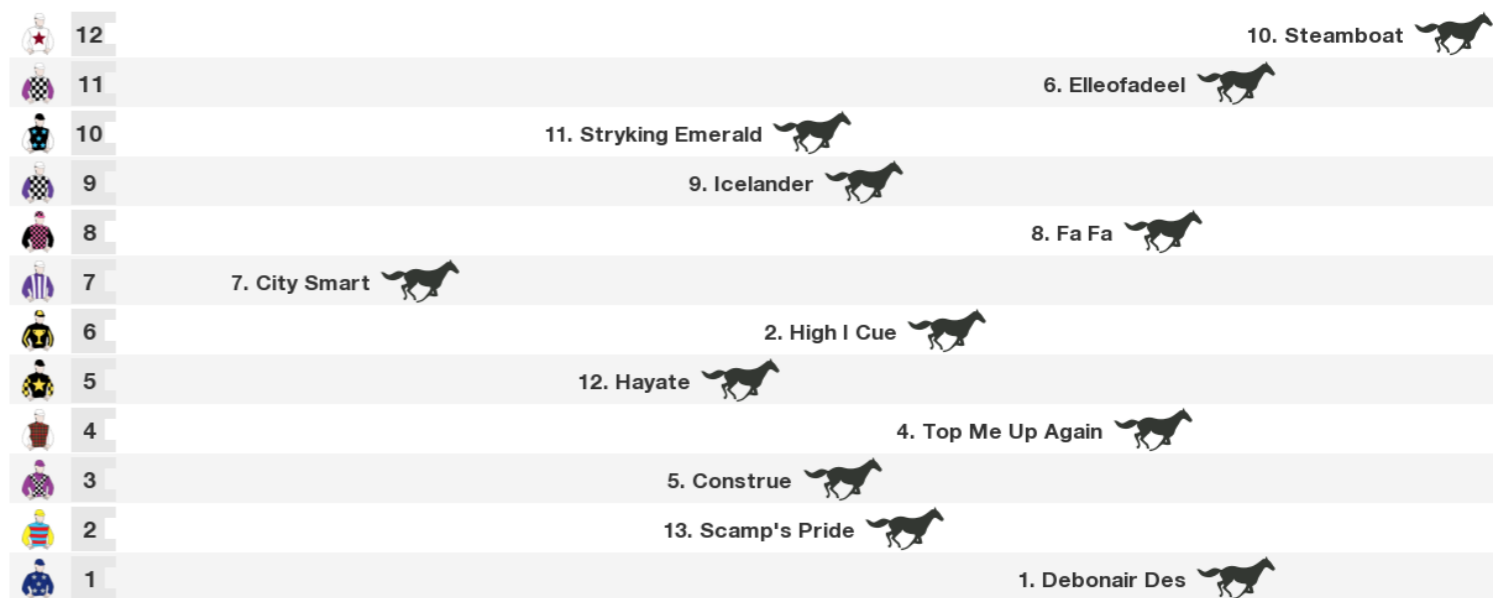 12 10. Steamboat
11 6. Elleofadeel
10 11. Stryking Emerald
9 9. Icelander
8 8. Fa Fa
7 7. City Smart
6 2. High I Cue
5 12. Hayate
4 4. Top Me Up Again
3 5. Construe
2 13. Scamp's Pride
1 1. Debonair Des